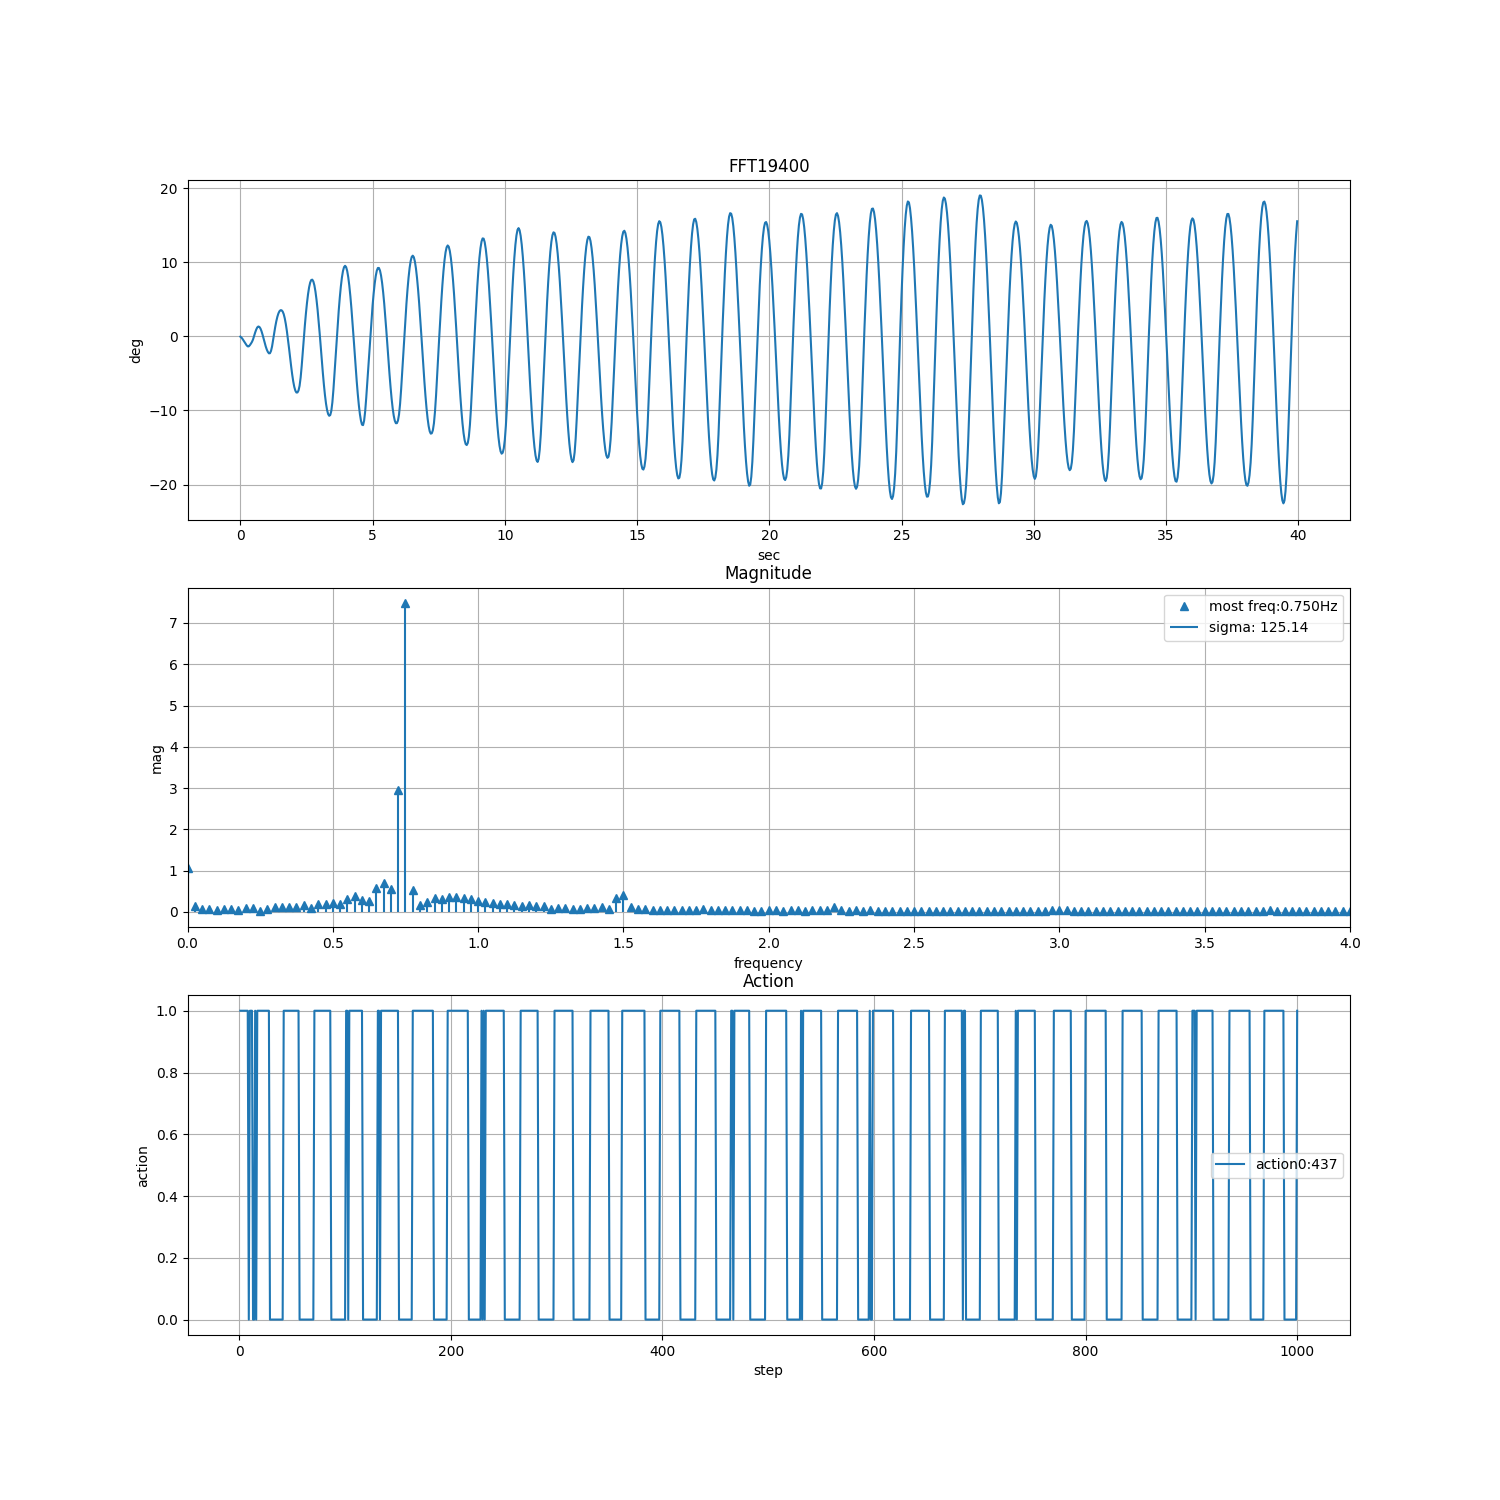 FFT19400
20
10
0
−10
−20
deg
0 5 10 15 20 25 30 35 40
sec
Magnitude
most freq:0.750Hz
sigma: 125.14
7
6
5
4
3
2
1
0
mag
0.0 0.5 1.0 1.5 2.0 2.5 3.0 3.5 4.0
frequency
Action
1.0
0.8
0.6
0.4
0.2
0.0
action
action0:437
0 200 400 600 800 1000
step